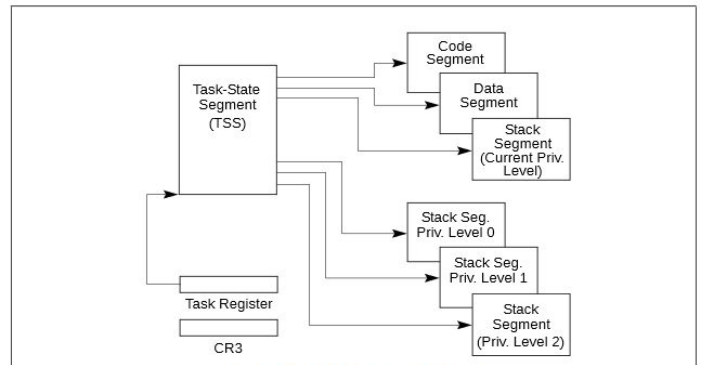 Code
Segment
Task-State
Segment
(TSS)
Data
Segment
Stack
Segment
(Current Priv.
Level)
Stack Seg.
Priv. Level 0
Stack Seg.
Priv. Level 1
Task Register
Stack
Segment
(Priv. Level 2)
CR3